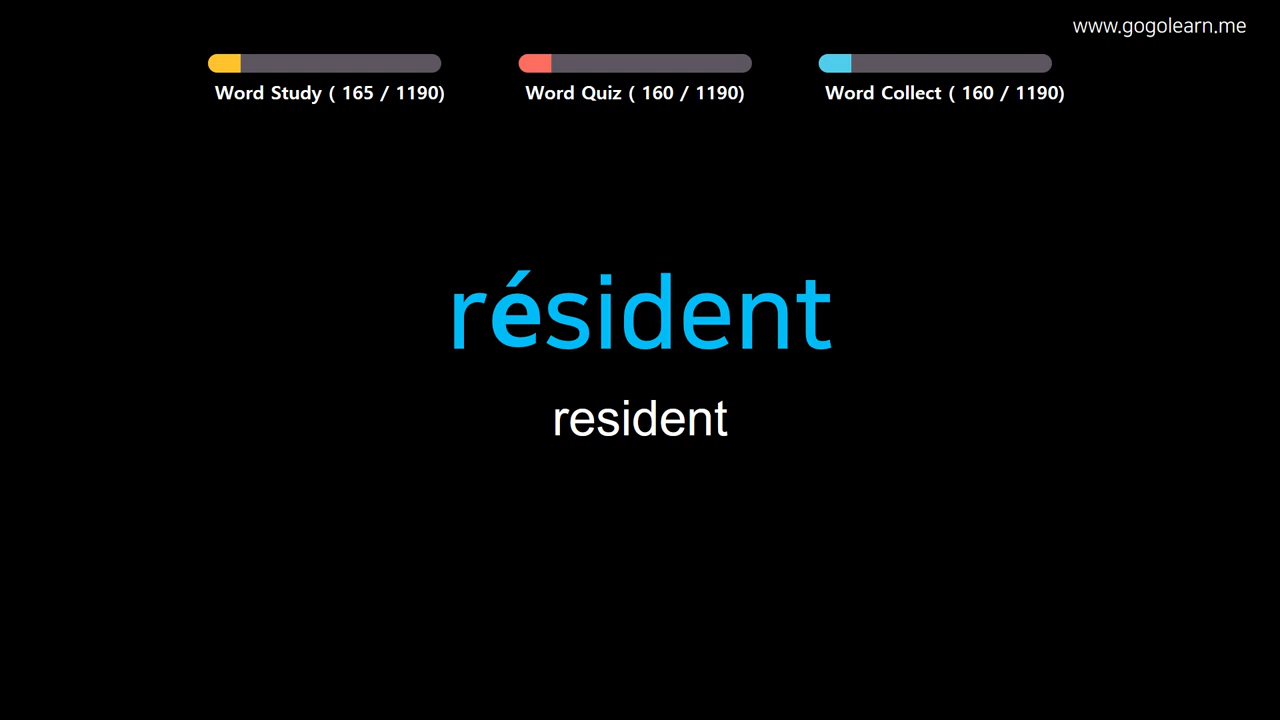 www.gogolearn.me
Word Study ( 165 / 1190)
Word Quiz ( 160 / 1190)
Word Collect ( 160 / 1190)
résident
resident